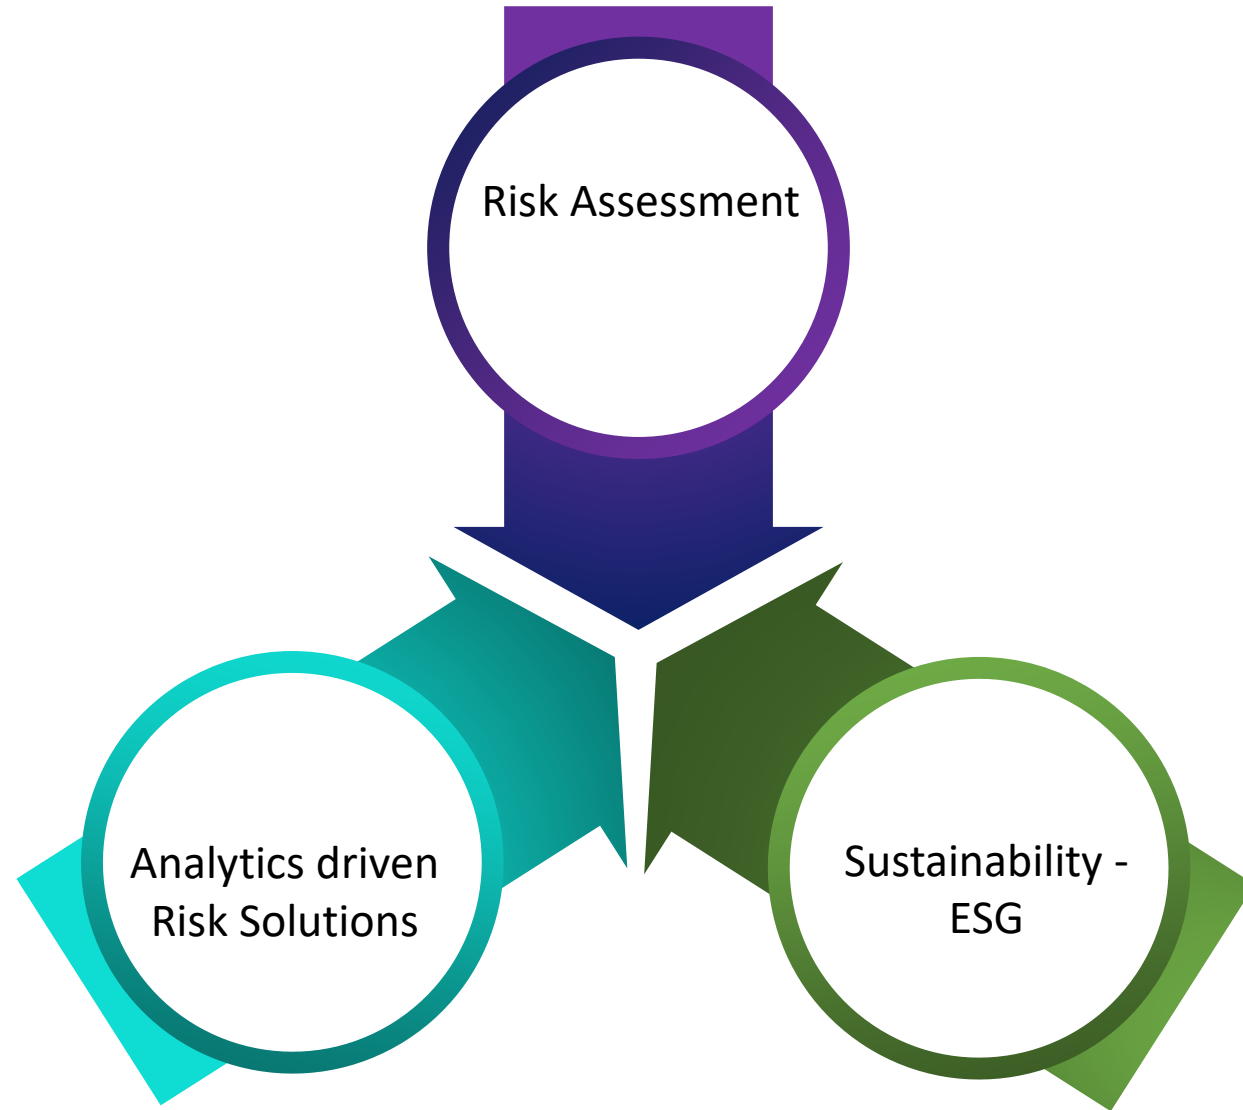 Risk Assessment
Analytics driven
Risk Solutions
Sustainability -
ESG